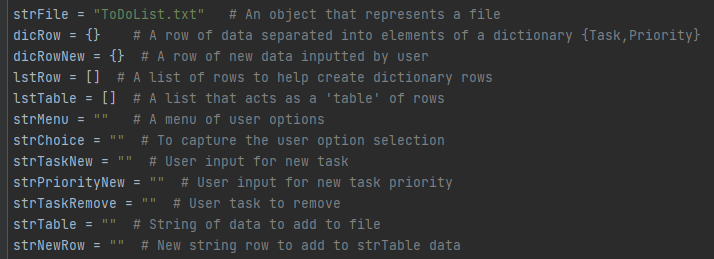 strFile = "ToDoList.txt"   # An object that represents a file
dicRow = {}    # A row of data separated into elements of a dictionary {Task,Priority}
dicRowNew = {}  # A row of new data inputted by user
lstRow = []  # A list of rows to help create dictionary rows
lstTable = []  # A list that acts as a 'table' of rows
strMenu = ""   # A menu of user options
strChoice = ""  # To capture the user option selection
strTaskNew = ""  # User input for new task
strPriorityNew = ""  # User input for new task priority
strTaskRemove = ""  # User task to remove
strTable = ""  # String of data to add to file
strNewRow = ""  # New string row to add to strTable data